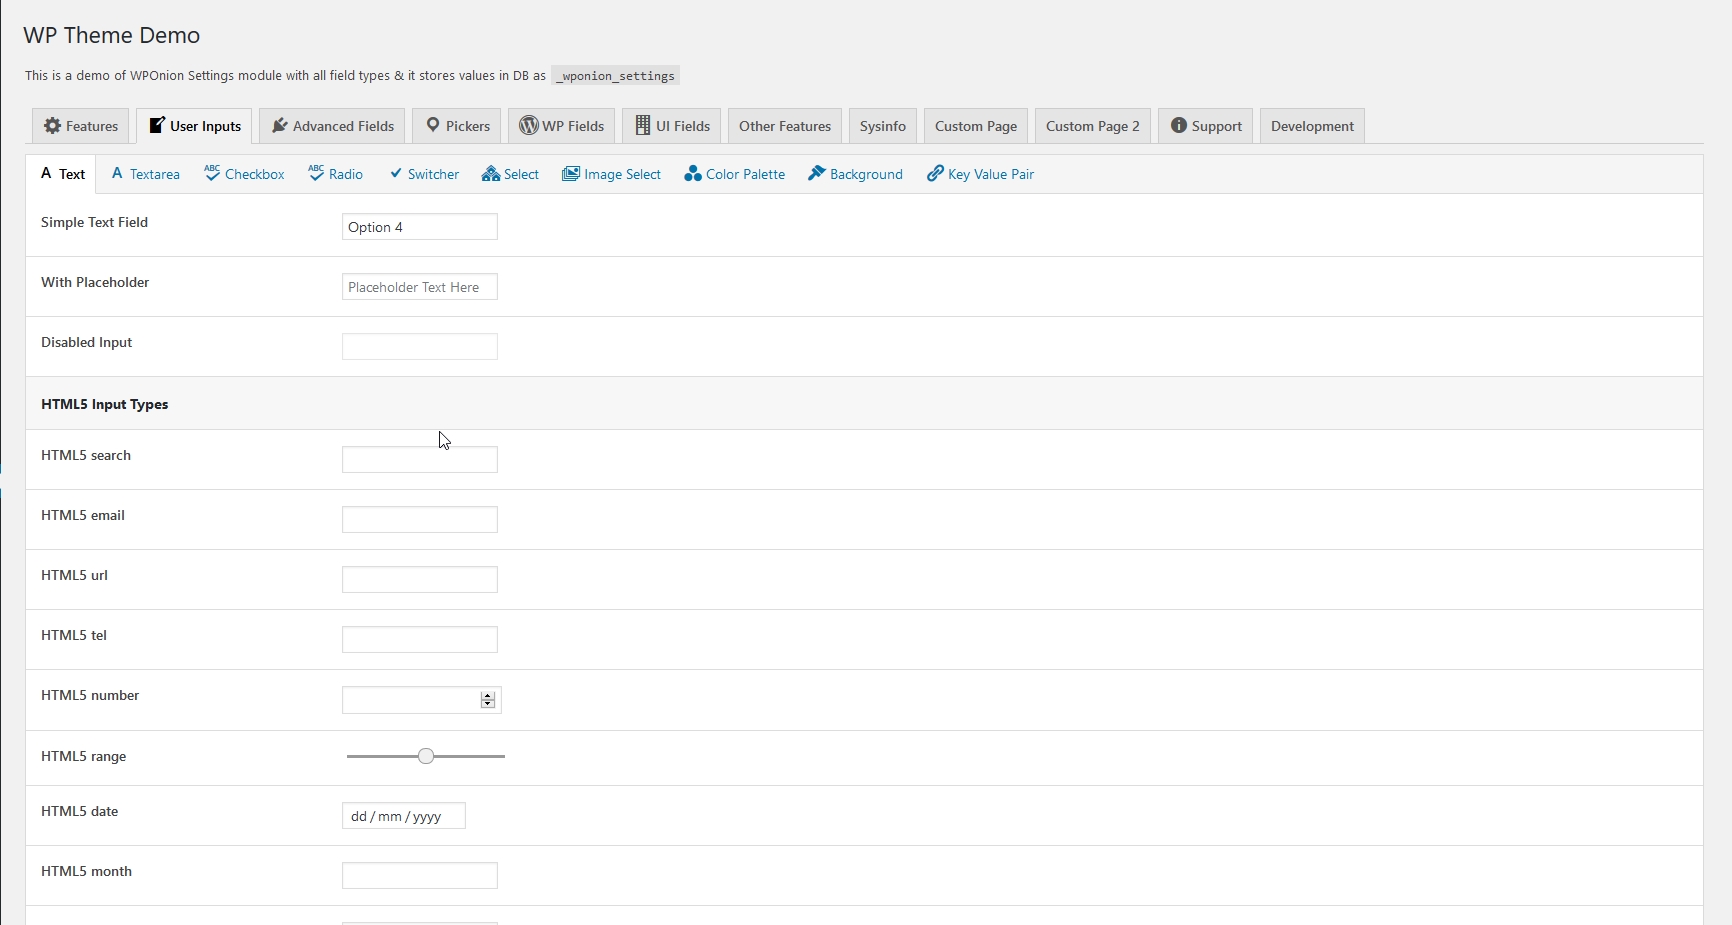 WP Theme Demo
This is a demo of WPOnion Settings module with all field types & it stores values in DB as _wponion_settings
Features User Inputs Advanced Fields Pickers WP Fields UI Fields Other Features Sysinfo Custom Page Custom Page 2 Support Development
A Text A Textarea ABC Checkbox ABC Radio Switcher Select Image Select Color Palette Background Key Value Pair
Simple Text Field Option 4
With Placeholder Placeholder Text Here
Disabled Input
HTML5 Input Types
HTML5 search
HTML5 email
HTML5 url
HTML5 tel
HTML5 number
HTML5 range
HTML5 date dd / mm / yyyy
HTML5 month